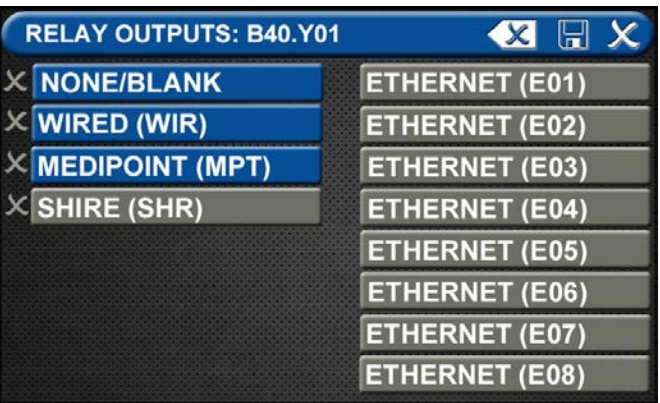 RELAY OUTPUTS: B40.Y01
NONE/BLANK
WIRED (WIR)
MEDIPOINT (MPT)
SHIRE (SHR)
ETHERNET (E01)
ETHERNET (E02)
ETHERNET (E03)
ETHERNET (E04)
ETHERNET (E05)
ETHERNET (E06)
ETHERNET (E07)
ETHERNET (E08)